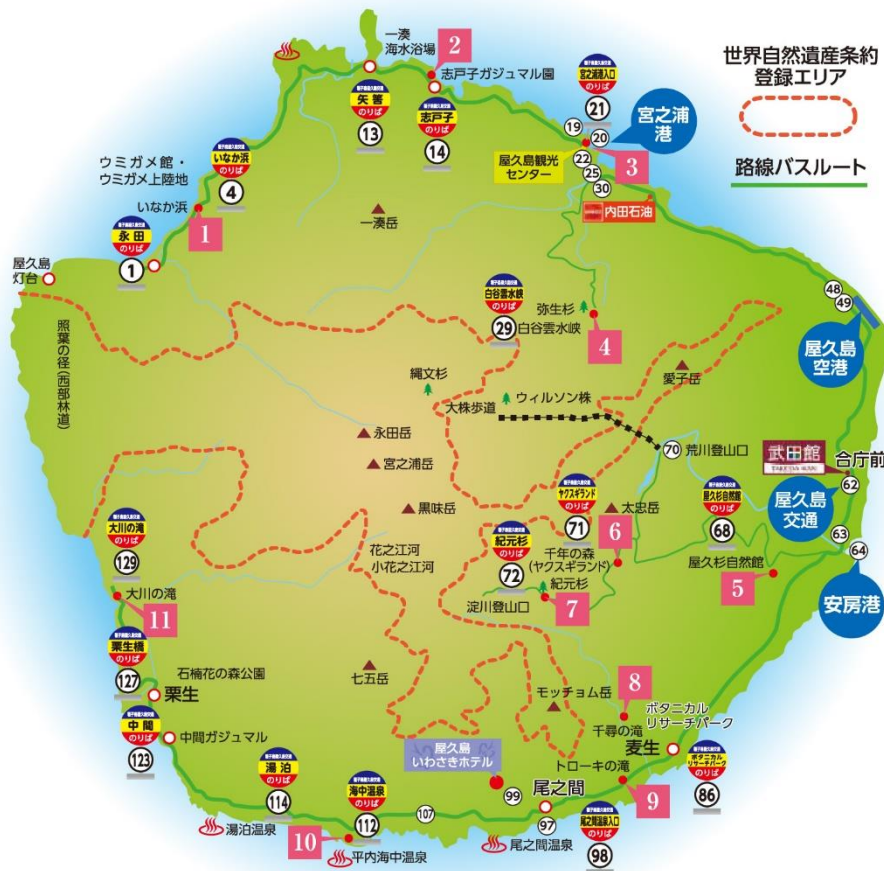 一湊
海水浴場
2
志戸子ガジュマル園
矢筈
のりば
13
志戸子
のりば
14
宮之浦港入口
のりば
21
19
20
宮之浦
港
屋久島観光
センター
22
25
30
3
内田石油
世界自然遺産条約
登録エリア
路線バスルート
ウミガメ館・
ウミガメ上陸地
いなか浜
のりば
4
いなか浜
1
永田
のりば
1
屋久島
灯台
一湊岳
照葉の径(西部林道)
白谷雲水峡
のりば
29
弥生杉
白谷雲水峡
4
48
49
屋久島
空港
愛子岳
縄文杉
ウィルソン株
大株歩道
永田岳
宮之浦岳
黒味岳
70
荒川登山口
武田館
合庁前
62
屋久島
交通
63
64
安房港
太忠岳
屋久杉自然館
のりば
68
屋久杉自然館
5
ヤクスギランド
のりば
71
6
千年の森
(ヤクスギランド)
紀元杉
のりば
72
紀元杉
7
淀川登山口
花之江河
小花之江河
大川の滝
のりば
129
大川の滝
11
栗生橋
のりば
127
石楠花の森公園
栗生
七五岳
モッチョム岳
8
千尋の滝
ボタニカル
リサーチパーク
麦生
中間
のりば
123
中間ガジュマル
屋久島
いわさきホテル
99
尾之間
トローキの滝
9
ボタニカル
リサーチパーク
のりば
86
湯泊
のりば
114
湯泊温泉
海中温泉
のりば
112
107
10
平内海中温泉
97
尾之間温泉
尾之間温泉入口
のりば
98